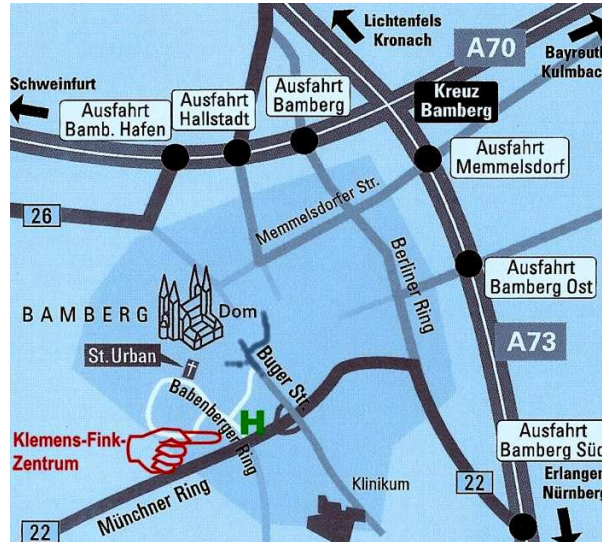 Lichtenfels
Kronach
A70
Bayreuth
Kulmbach
Schweinfurt
Ausfahrt
Bamb. Hafen
Ausfahrt
Hallstadt
Ausfahrt
Bamberg
Kreuz
Bamberg
Ausfahrt
Memmelsdorf
26
Memmelsdorfer Str.
Berliner Ring
Ausfahrt
Bamberg Ost
BAMBERG
Dom
A73
St. Urban
Buger Str.
Babenberger Ring
H
Klemens-Fink-
Zentrum
Ausfahrt
Bamberg Süd
Münchner Ring
Klinikum
22
Erlangen
Nürnberg
22